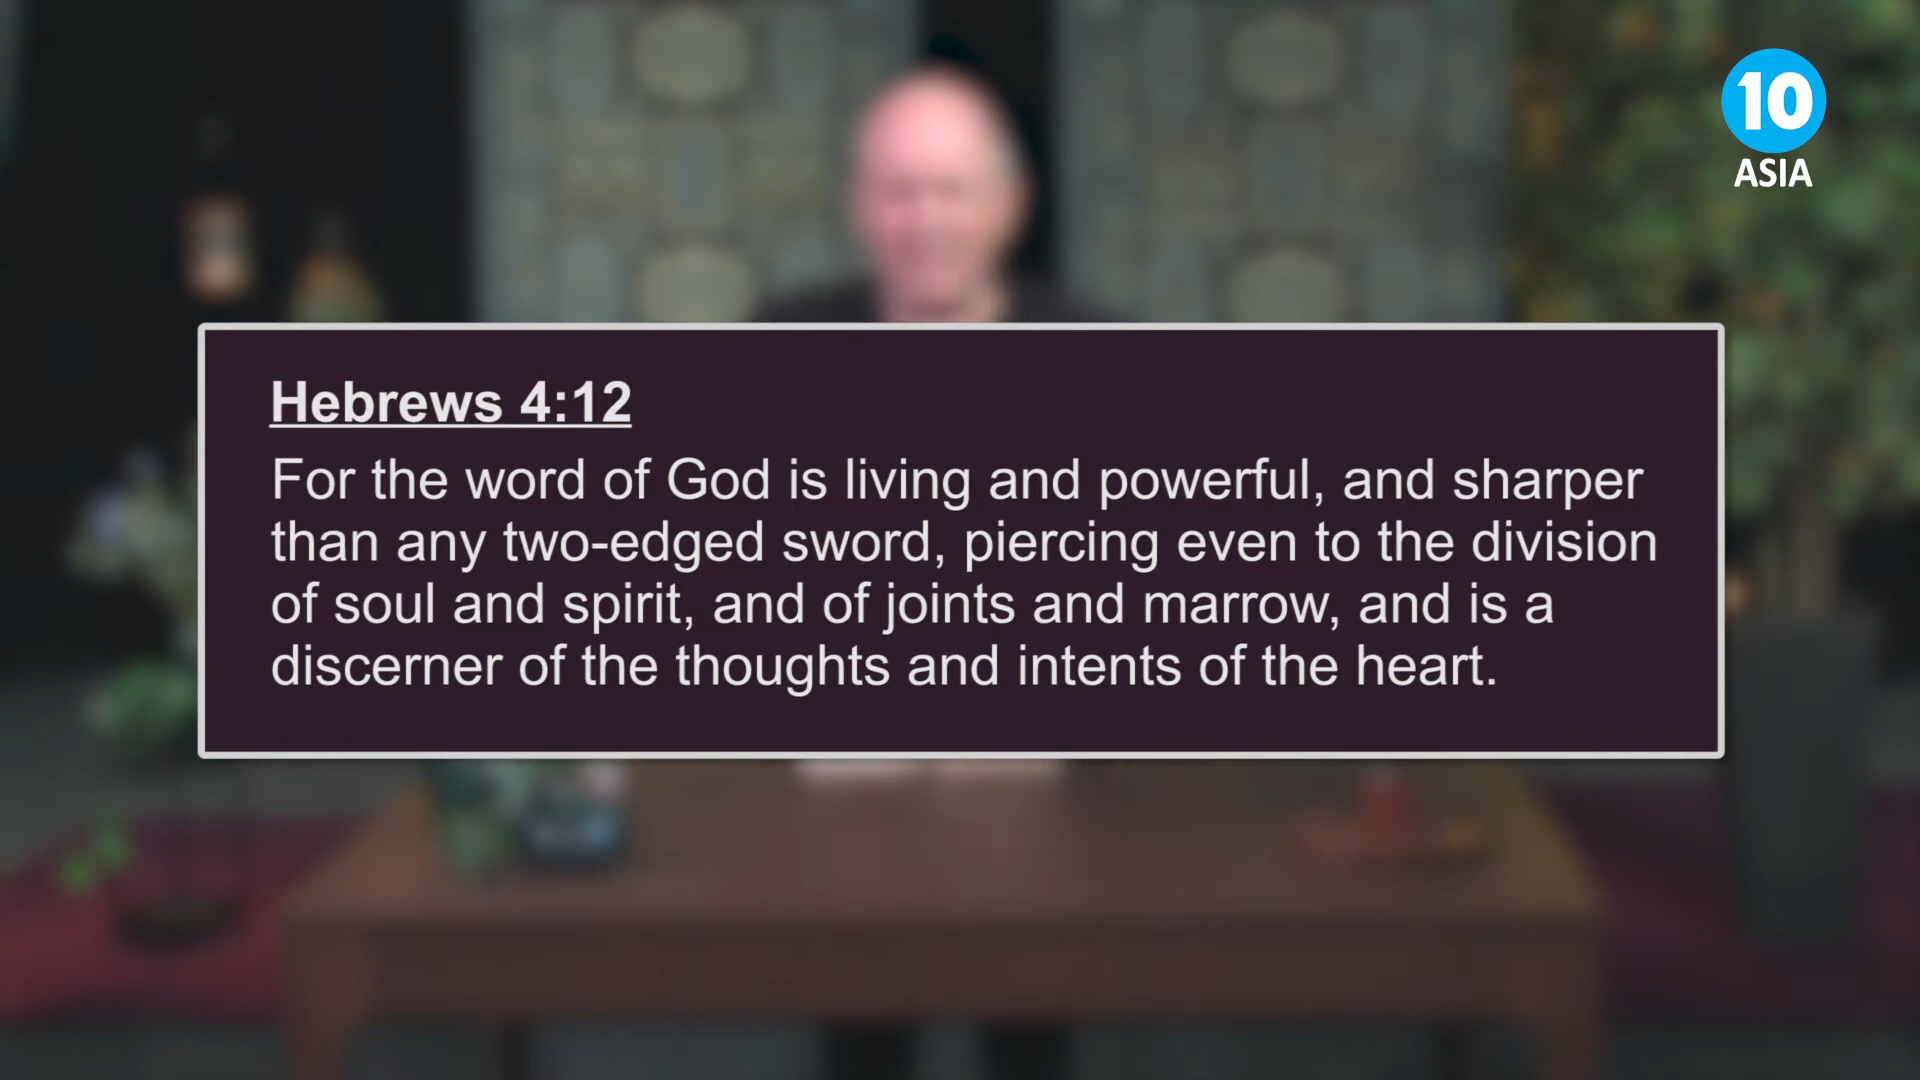 10
ASIA
Hebrews 4:12
For the word of God is living and powerful, and sharper
than any two-edged sword, piercing even to the division
of soul and spirit, and of joints and marrow, and is a
discerner of the thoughts and intents of the heart.